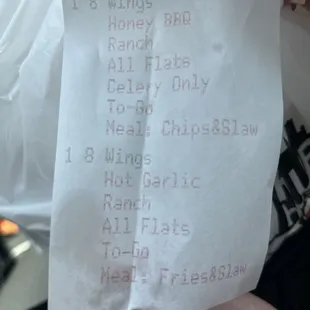 1 8 Wings
Honey BBQ
Ranch
All Flats
Celery Only
To-Go
Meal: Chips&Slaw
1 8 Wings
Hot Garlic
Ranch
All Flats
To-Go
Meal: Fries&Slaw